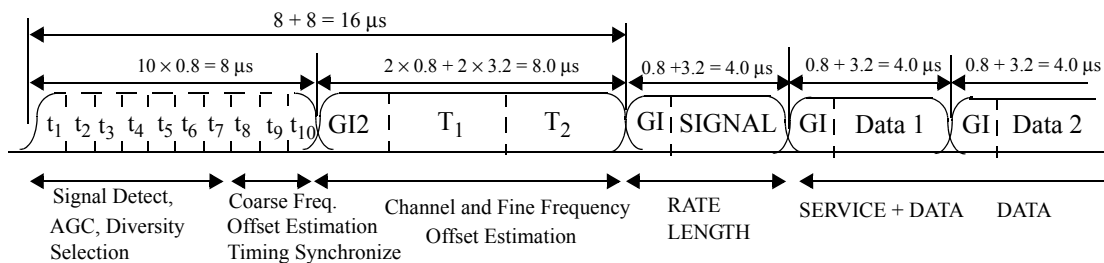 8 + 8 = 16 µs
10 × 0.8 = 8 µs
2 × 0.8 + 2 × 3.2 = 8.0 µs
0.8 +3.2 = 4.0 µs
0.8 + 3.2 = 4.0 µs
0.8 + 3.2 = 4.0 µs
t1 t2 t3 t4 t5 t6 t7 t8 t9 t10
GI2 T1 T2
GI SIGNAL
GI Data 1
GI Data 2
Signal Detect,
AGC, Diversity
Selection
Coarse Freq.
Offset Estimation
Timing Synchronize
Channel and Fine Frequency
Offset Estimation
RATE
LENGTH
SERVICE + DATA
DATA